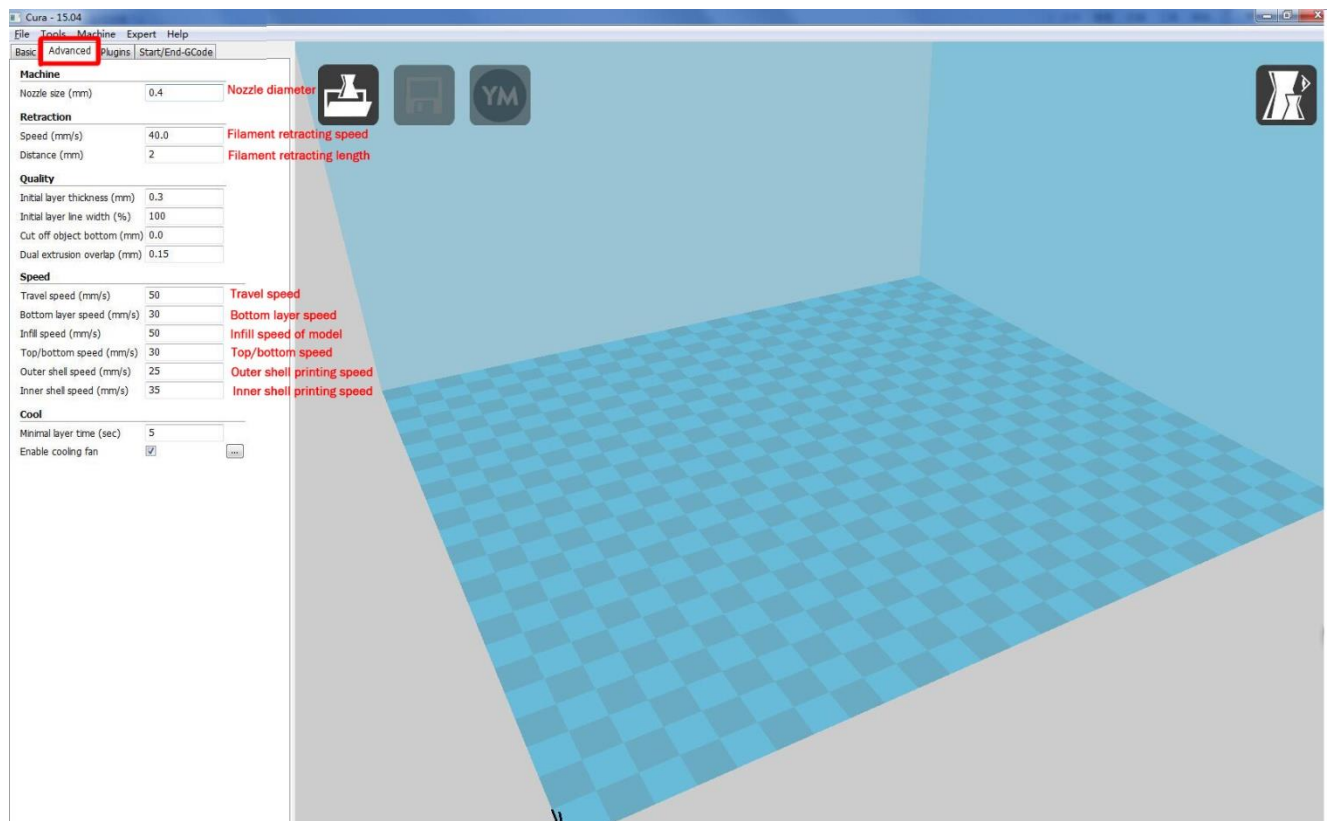 Cura - 15.04
File Tools Machine Expert Help
Basic Advanced Plugins Start/End-GCode
Machine
Nozzle size (mm) 0.4 Nozzle diameter
Retraction
Speed (mm/s) 40.0 Filament retracting speed
Distance (mm) 2 Filament retracting length
Quality
Initial layer thickness (mm) 0.3
Initial layer line width (%) 100
Cut off object bottom (mm) 0.0
Dual extrusion overlap (mm) 0.15
Speed
Travel speed (mm/s) 50 Travel speed
Bottom layer speed (mm/s) 30 Bottom layer speed
Infill speed (mm/s) 50 Infill speed of model
Top/bottom speed (mm/s) 30 Top/bottom speed
Outer shell speed (mm/s) 25 Outer shell printing speed
Inner shell speed (mm/s) 35 Inner shell printing speed
Cool
Minimal layer time (sec) 5
Enable cooling fan ...
YM